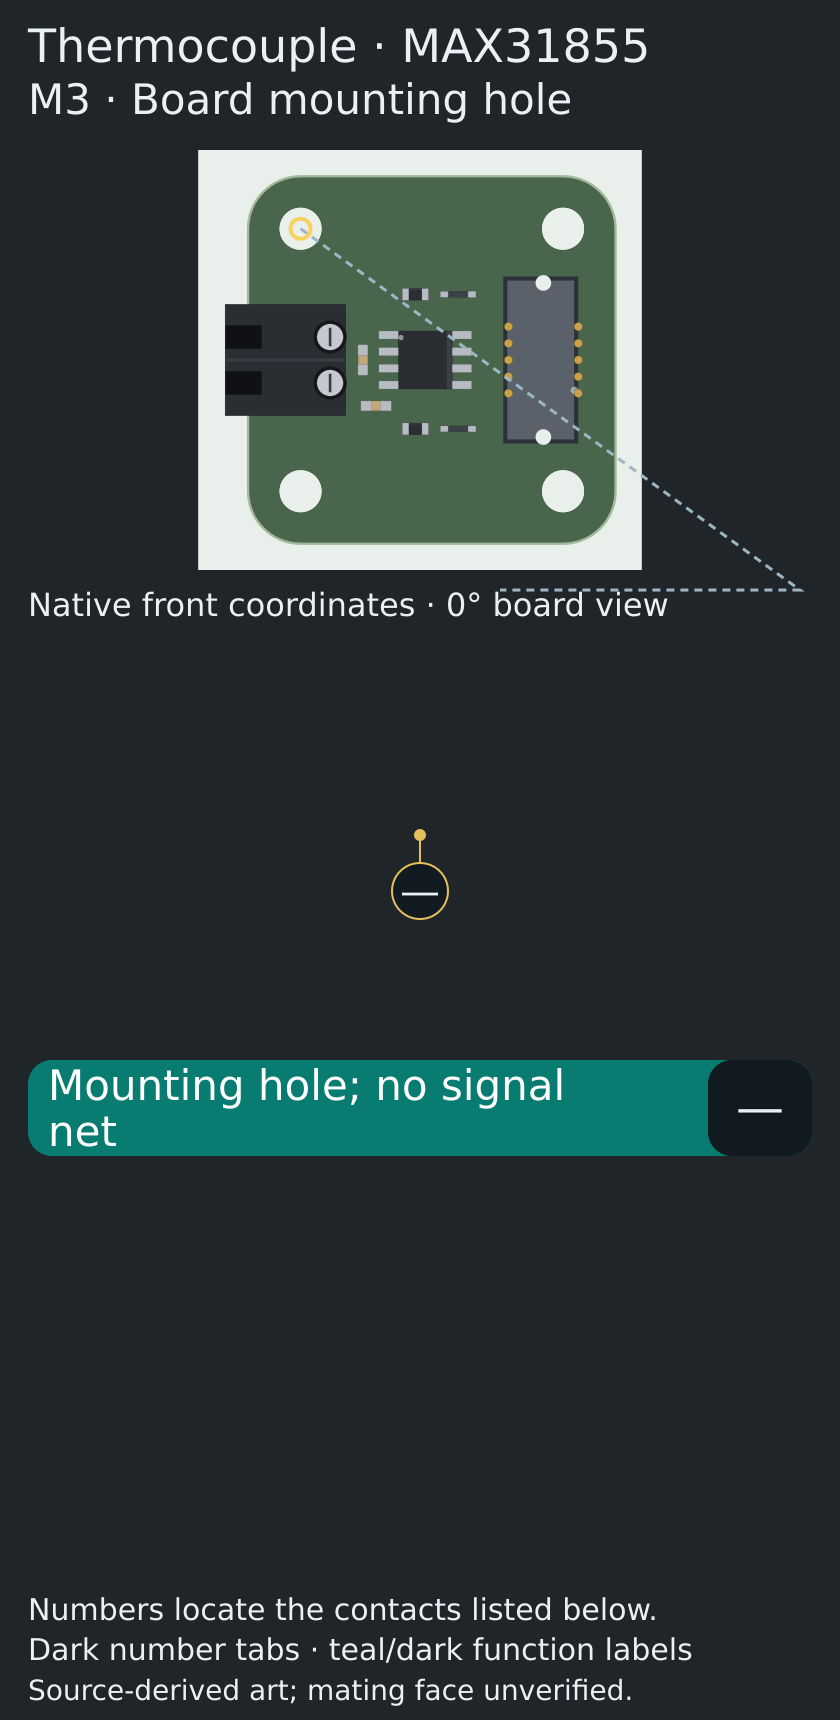 Thermocouple · MAX31855
M3 · Board mounting hole
Native front coordinates · 0° board view
—
Mounting hole; no signal
net
—
Numbers locate the contacts listed below.
Dark number tabs · teal/dark function labels
Source-derived art; mating face unverified.